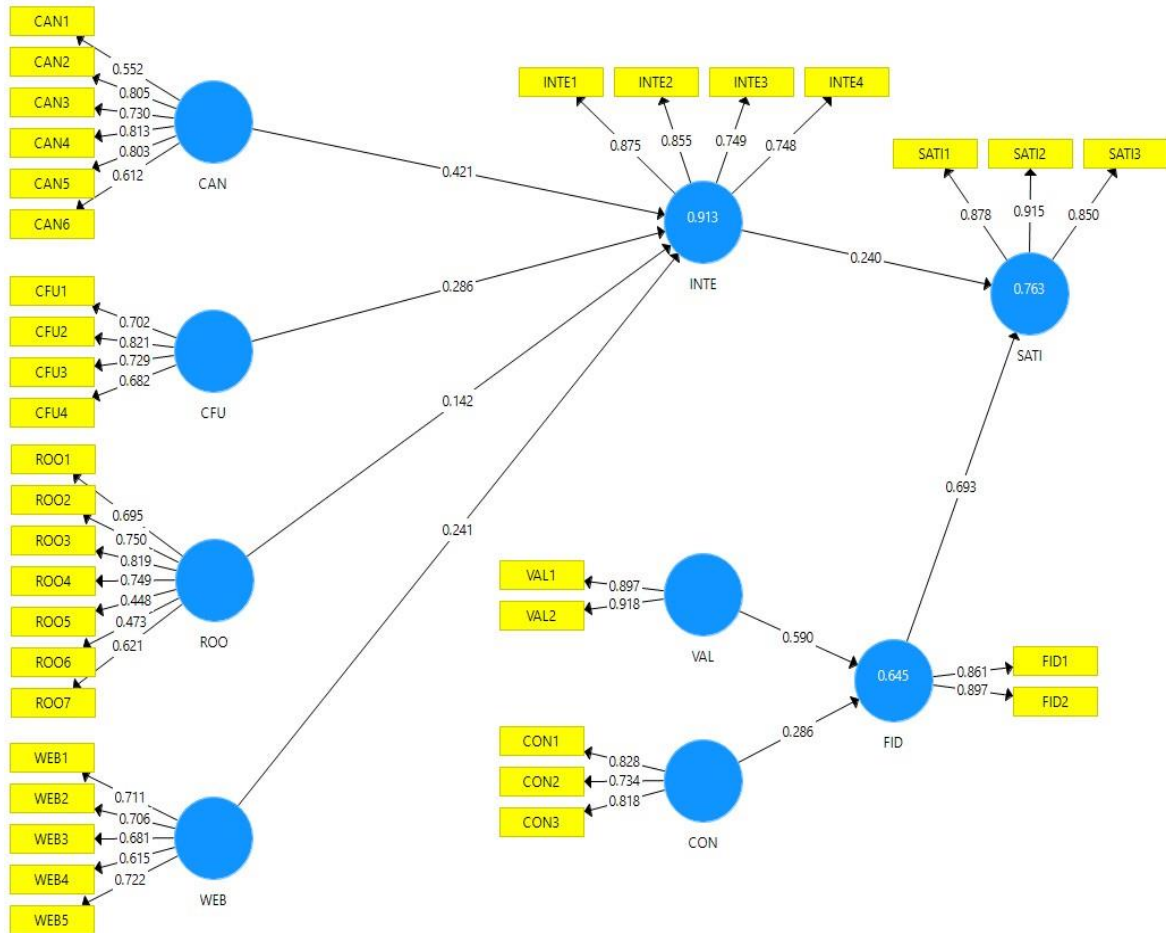 CAN1
CAN2
CAN3
CAN4
CAN5
CAN6
0.552
0.805
0.730
0.813
0.803
0.612
CAN
0.421
CFU1
CFU2
CFU3
CFU4
0.702
0.821
0.729
0.682
CFU
0.286
ROO1
ROO2
ROO3
ROO4
ROO5
ROO6
ROO7
0.695
0.750
0.819
0.749
0.448
0.473
0.621
ROO
0.142
WEB1
WEB2
WEB3
WEB4
WEB5
0.711
0.706
0.681
0.615
0.722
WEB
0.241
INTE1
INTE2
INTE3
INTE4
0.875
0.855
0.749
0.748
0.913
INTE
0.240
SATI1
SATI2
SATI3
0.878
0.915
0.850
0.763
SATI
0.693
VAL1
VAL2
0.897
0.918
VAL
0.590
CON1
CON2
CON3
0.828
0.734
0.818
CON
0.286
0.645
FID
0.861
0.897
FID1
FID2